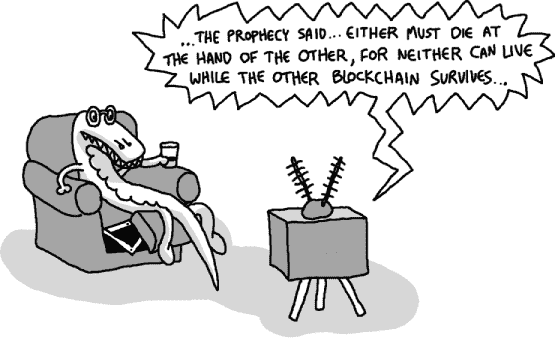 ...THE PROPHECY SAID... EITHER MUST DIE AT
THE HAND OF THE OTHER, FOR NEITHER CAN LIVE
WHILE THE OTHER BLOCKCHAIN SURVIVES...